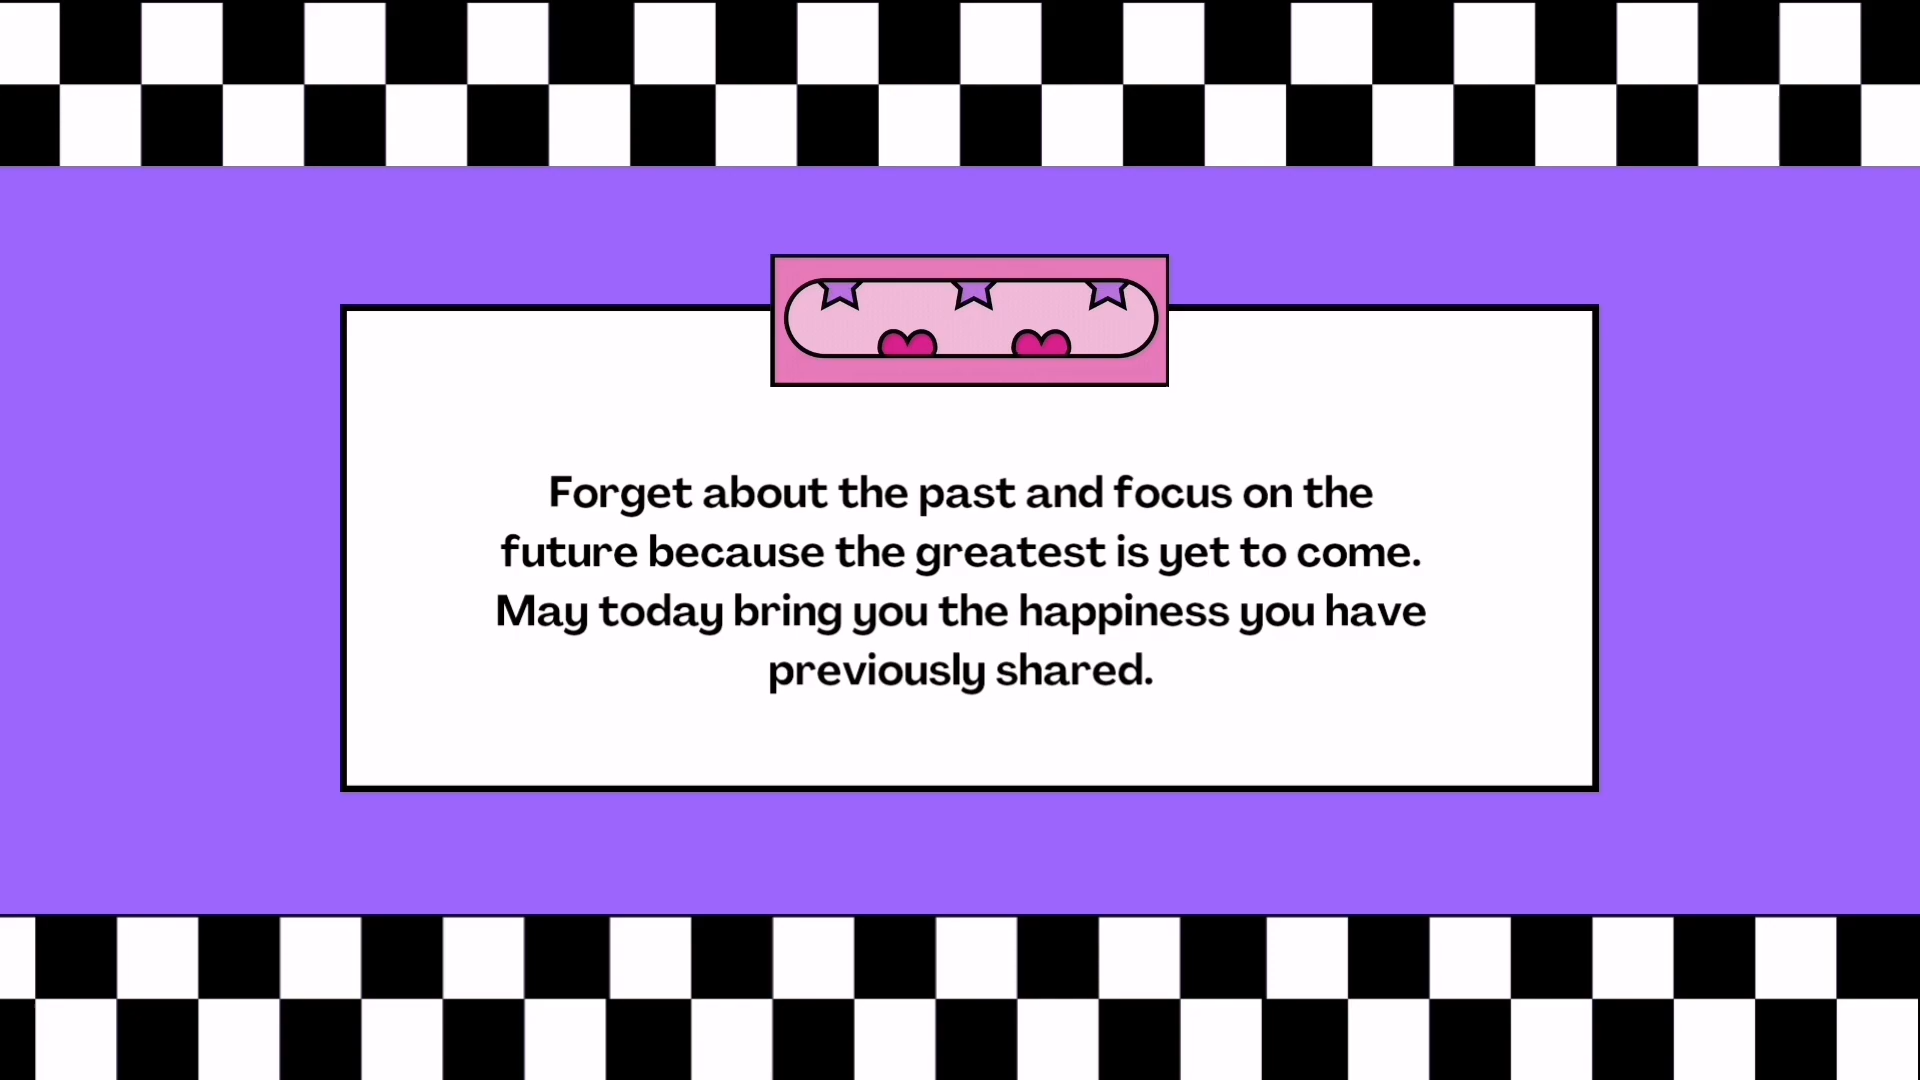 Forget about the past and focus on the
future because the greatest is yet to come.
May today bring you the happiness you have
previously shared.